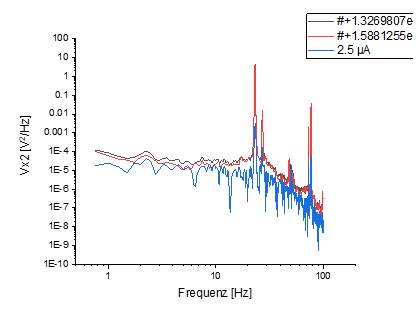 #+1.3269807e
#+1.5881255e
2.5 µA
100
10
1
0.1
0.01
0.001
1E-4
1E-5
1E-6
1E-7
1E-8
1E-9
1E-10
Vx2 [V²/Hz]
1
10
100
Frequenz [Hz]